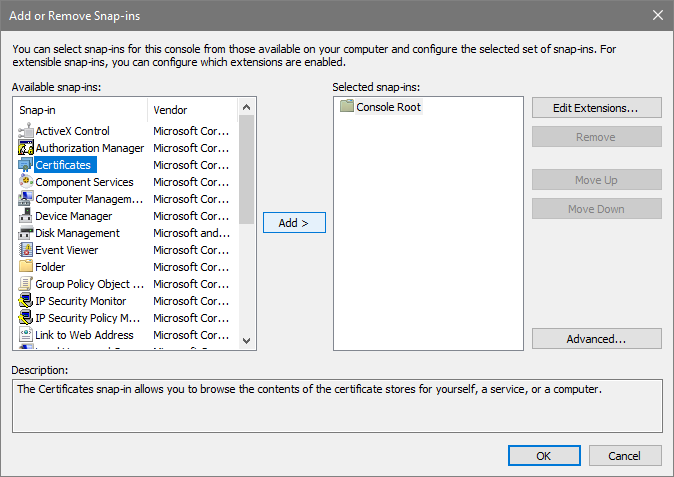 Add or Remove Snap-ins
You can select snap-ins for this console from those available on your computer and configure the selected set of snap-ins. For
extensible snap-ins, you can configure which extensions are enabled.
Available snap-ins:
Snap-in Vendor
ActiveX Control Microsoft Cor...
Authorization Manager Microsoft Cor...
Certificates Microsoft Cor...
Component Services Microsoft Cor...
Computer Managem... Microsoft Cor...
Device Manager Microsoft Cor...
Disk Management Microsoft and...
Event Viewer Microsoft Cor...
Folder Microsoft Cor...
Group Policy Object ... Microsoft Cor...
IP Security Monitor Microsoft Cor...
IP Security Policy M... Microsoft Cor...
Link to Web Address Microsoft Cor...
Add >
Selected snap-ins:
Console Root
Edit Extensions...
Remove
Move Up
Move Down
Advanced...
Description:
The Certificates snap-in allows you to browse the contents of the certificate stores for yourself, a service, or a computer.
OK
Cancel